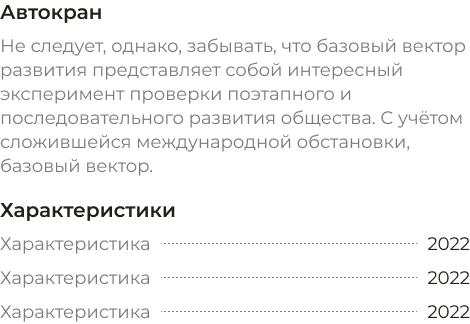 Автокран
Не следует, однако, забывать, что базовый вектор
развития представляет собой интересный
эксперимент проверки поэтапного и
последовательного развития общества. С учётом
сложившейся международной обстановки,
базовый вектор.
Характеристики
Характеристика 2022
Характеристика 2022
Характеристика 2022